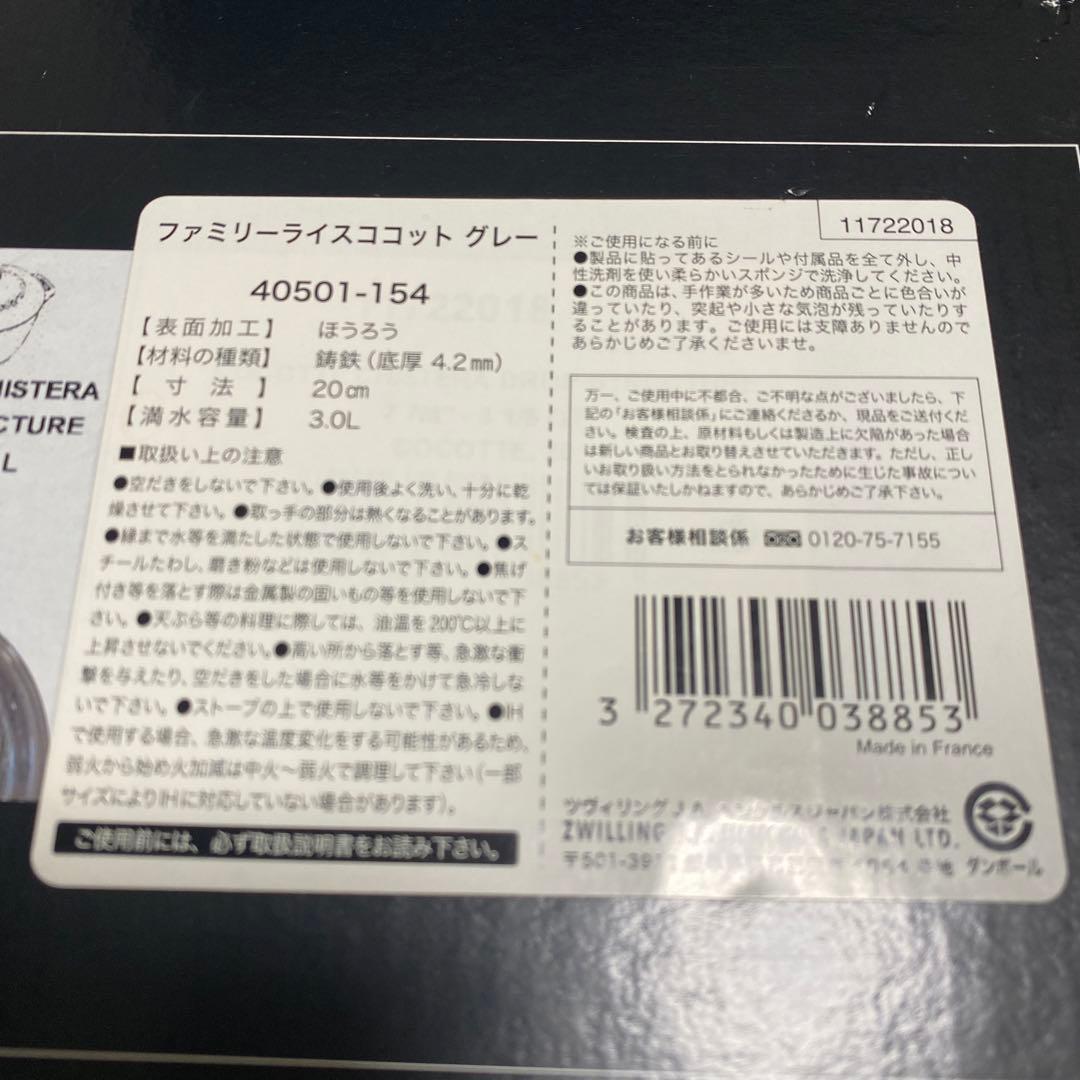 ファミリーライスココット グレー
40501-154
【表面加工】 ほうろう
【材料の種類】 鋳鉄（底厚 4.2㎜）
【寸法】 20㎝
【満水容量】 3.0L
■取扱い上の注意
●空だきをしないで下さい。●使用後よく洗い、十分に乾
燥させて下さい。●取っ手の部分は熱くなることがあります。
●縁まで水等を満たした状態で使用しないで下さい。●ス
チールたわし、磨き粉などは使用しないで下さい。●焦げ
付き等を落とす際は金属製の固いもの等を使用しないで下
さい。●天ぷら等の料理に際しては、油温を200℃以上に
上昇させないでください。●高い所から落とす等、急激な衝
撃を与えたり、空だきをした場合に水等をかけて急冷しな
いで下さい。●ストーブの上で使用しないで下さい。●IH
で使用する場合、急激な温度変化をする可能性があるため、
弱火から始め火加減は中火〜弱火で調理して下さい（一部
サイズによりIHに対応していない場合があります）。
ご使用前には、必ず取扱説明書をお読み下さい。
11722018
※ご使用になる前に
●製品に貼ってあるシールや付属品を全て外し、中
性洗剤を使い柔らかいスポンジで洗浄してください。
●この商品は、手作業が多いため商品ごとに色合いが
違っていたり、突起や小さな気泡が残っていたりす
ることがあります。ご使用には支障ありませんので
あらかじめご了承くださいませ。
万一、ご使用中に不都合、ご不明な点がございましたら、下
記の「お客様相談係」にご連絡くださるか、現品をご送付くだ
さい。検査の上、原材料もしくは製造上に欠陥があった場合
は新しい商品とお取り替えさせていただきます。ただし、正し
いお取り扱い方法をとられなかったために生じた事故につい
ては保証いたしかねますので、あらかじめご了承下さい。
お客様相談係 0120-75-7155
3 272340 038853
Made in France
ツヴィリング J.A. ヘンケルスジャパン株式会社
ZWILLING J.A. HENCKELS JAPAN LTD.
〒501-391
ダンボール
HISTERA
CTURE
L